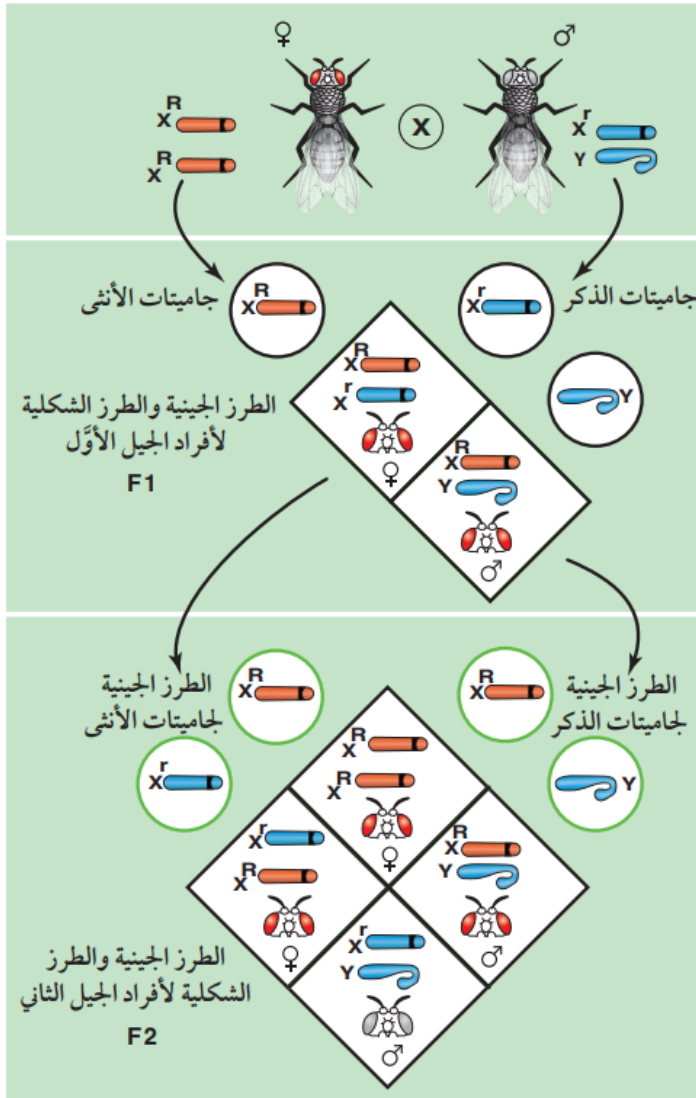 ♀
♂
X R
X R
X
X r
Y
جاميتات الأنثى
X R
X r
جاميتات الذكر
Y
الطرز الجينية والطرز الشكلية
لأفراد الجيل الأوَّل
F1
X R
X r
♀
X R
Y
♂
الطرز الجينية
لجاميتات الأنثى
X R
X r
الطرز الجينية
لجاميتات الذكر
X R
Y
X R
X R
♀
X r
X R
♀
X R
Y
♂
X r
Y
♂
الطرز الجينية والطرز
الشكلية لأفراد الجيل الثاني
F2